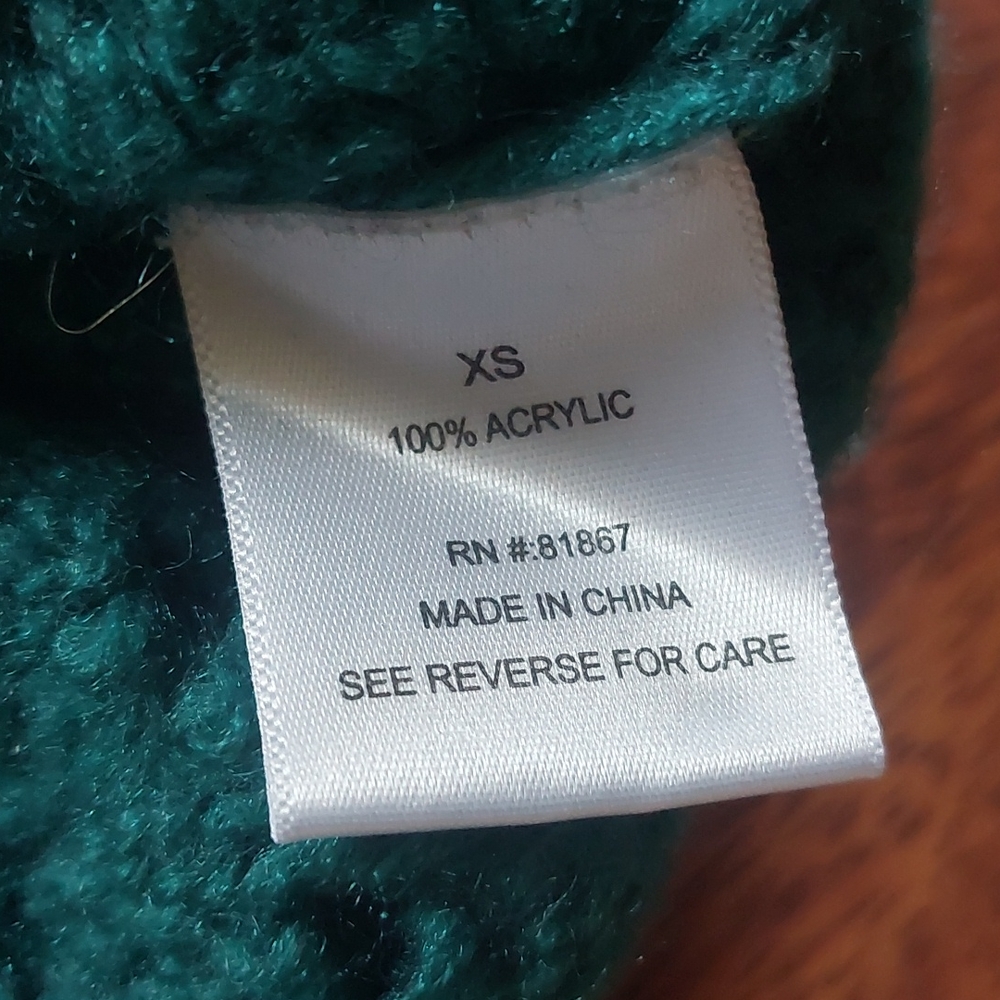 XS
100% ACRYLIC
RN #:81867
MADE IN CHINA
SEE REVERSE FOR CARE